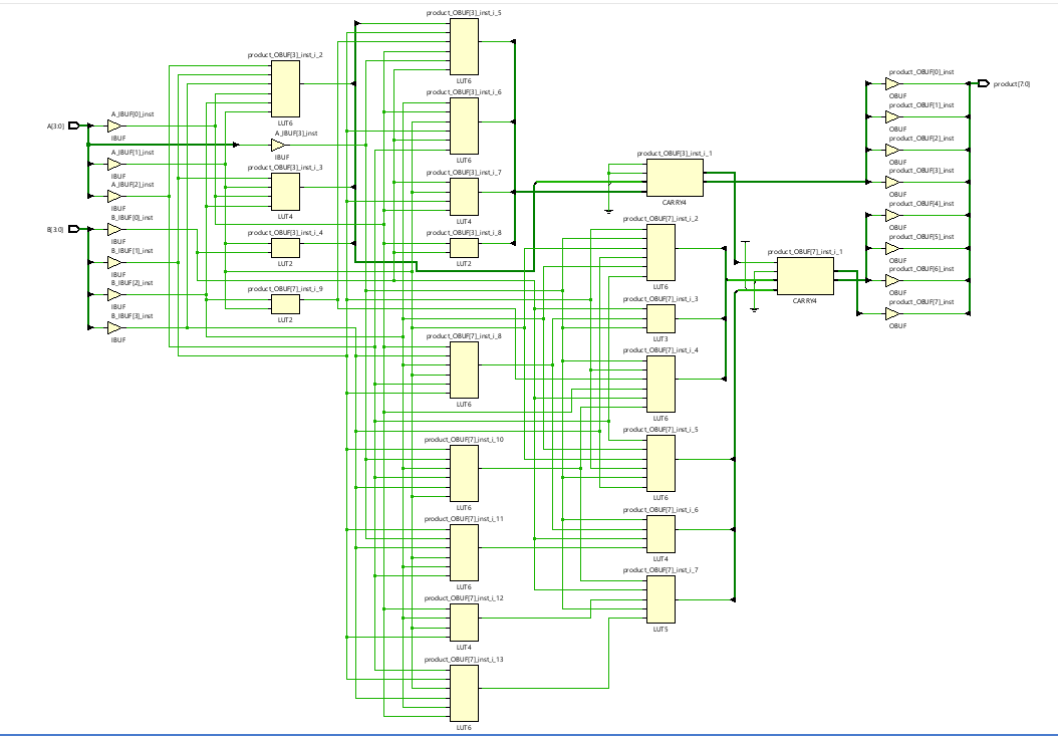 A[3:0]
A_IBUF[0]_inst
IBUF
A_IBUF[1]_inst
IBUF
A_IBUF[2]_inst
IBUF
B[3:0]
B_IBUF[0]_inst
IBUF
B_IBUF[1]_inst
IBUF
B_IBUF[2]_inst
IBUF
B_IBUF[3]_inst
IBUF
product_OBUF[3]_inst_i_2
LUT6
A_IBUF[3]_inst
IBUF
product_OBUF[3]_inst_i_3
LUT4
product_OBUF[3]_inst_i_4
LUT2
product_OBUF[7]_inst_i_9
LUT2
product_OBUF[3]_inst_i_5
LUT6
product_OBUF[3]_inst_i_6
LUT6
product_OBUF[3]_inst_i_7
LUT4
product_OBUF[3]_inst_i_8
LUT2
product_OBUF[7]_inst_i_8
LUT6
product_OBUF[7]_inst_i_10
LUT6
product_OBUF[7]_inst_i_11
LUT6
product_OBUF[7]_inst_i_12
LUT4
product_OBUF[7]_inst_i_13
LUT6
product_OBUF[3]_inst_i_1
CARRY4
product_OBUF[7]_inst_i_2
LUT6
product_OBUF[7]_inst_i_3
LUT3
product_OBUF[7]_inst_i_4
LUT6
product_OBUF[7]_inst_i_5
LUT6
product_OBUF[7]_inst_i_6
LUT4
product_OBUF[7]_inst_i_7
LUT5
product_OBUF[7]_inst_i_1
CARRY4
product_OBUF[0]_inst
OBUF
product_OBUF[1]_inst
OBUF
product_OBUF[2]_inst
OBUF
product_OBUF[3]_inst
OBUF
product_OBUF[4]_inst
OBUF
product_OBUF[5]_inst
OBUF
product_OBUF[6]_inst
OBUF
product_OBUF[7]_inst
OBUF
product[7:0]